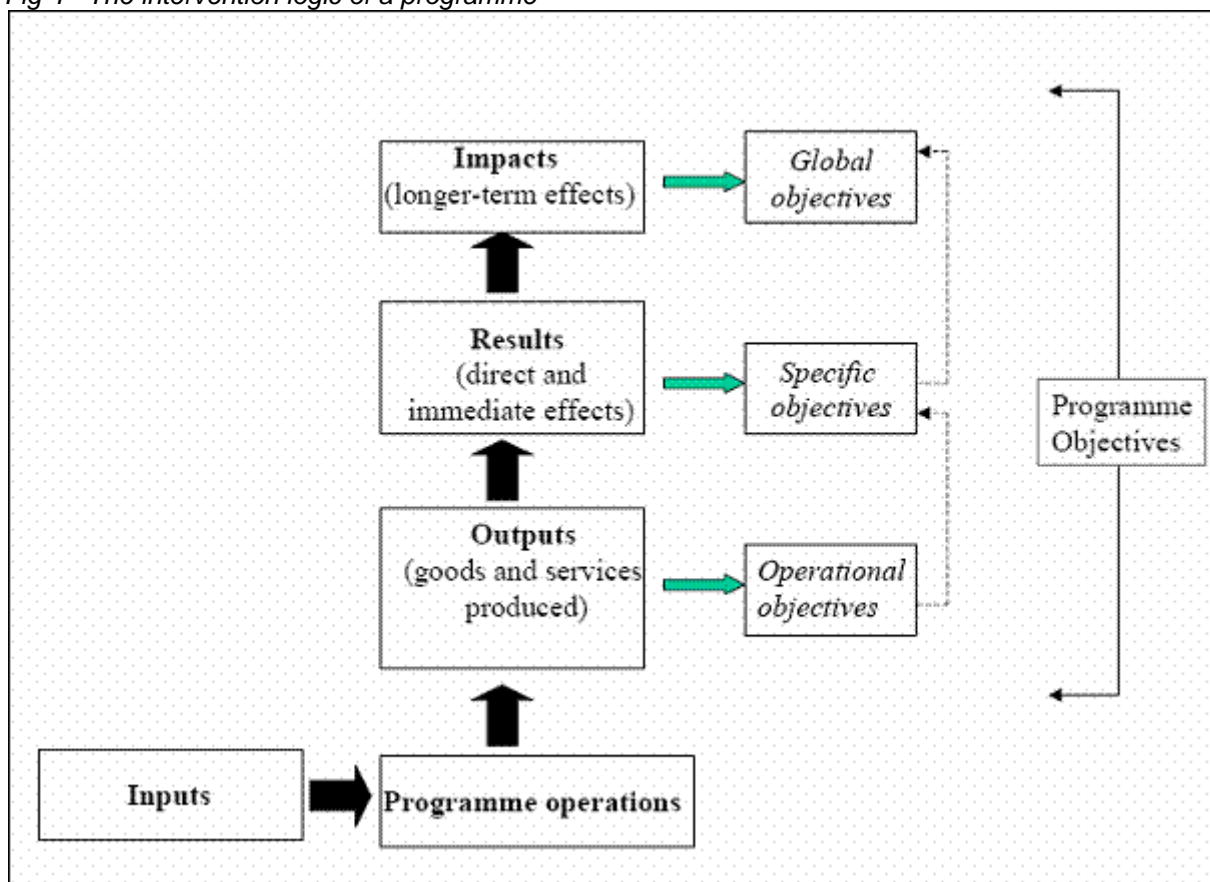 Fig 1 The intervention logic of a programme
Impacts
(longer-term effects)
Global
objectives
Results
(direct and
immediate effects)
Specific
objectives
Programme
Objectives
Outputs
(goods and services
produced)
Operational
objectives
Inputs
Programme operations